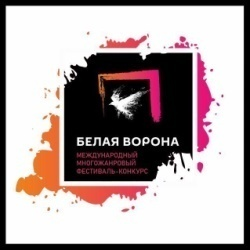 БЕЛАЯ ВОРОНА
МЕЖДУНАРОДНЫЙ
МНОГОЖАНРОВЫЙ
ФЕСТИВАЛЬ-КОНКУРС